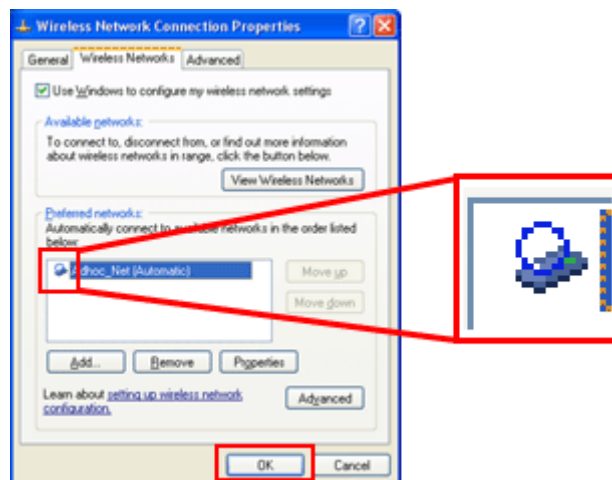 Wireless Network Connection Properties
General Wireless Networks Advanced
Use Windows to configure my wireless network settings
Available networks:
To connect to, disconnect from, or find out more information
about wireless networks in range, click the button below.
View Wireless Networks
Preferred networks:
Automatically connect to available networks in the order listed
below:
Adhoc_Net (Automatic)
Move up
Move down
Add... Remove Properties
Learn about setting up wireless network
configuration.
Advanced
OK Cancel